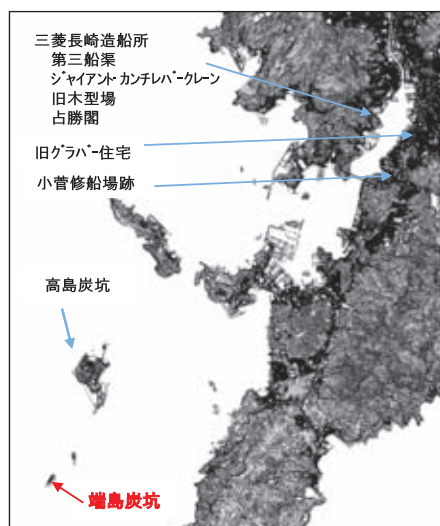 三菱長崎造船所
第三船渠
ジャイアント・カンチレバークレーン
旧木型場
占勝閣
旧グラバー住宅
小菅修船場跡
高島炭坑
端島炭坑